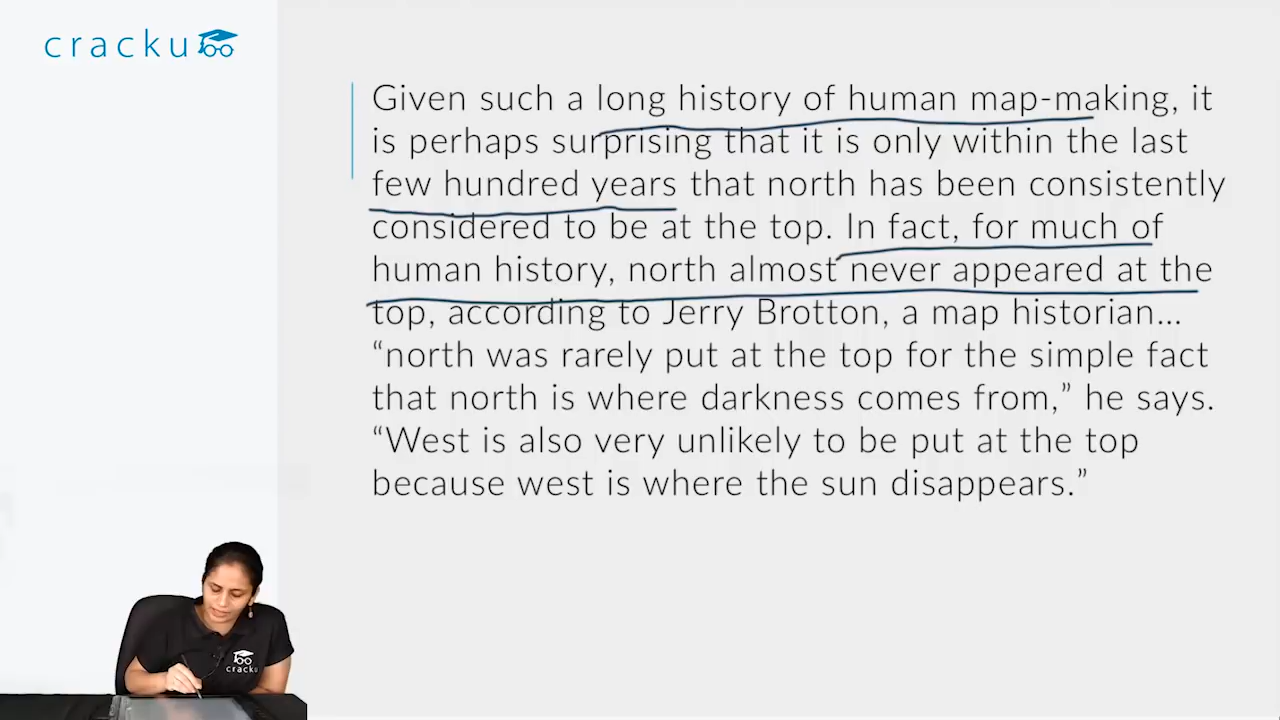 cracku
Given such a long history of human map-making, it
is perhaps surprising that it is only within the last
few hundred years that north has been consistently
considered to be at the top. In fact, for much of
human history, north almost never appeared at the
top, according to Jerry Brotton, a map historian...
“north was rarely put at the top for the simple fact
that north is where darkness comes from,” he says.
“West is also very unlikely to be put at the top
because west is where the sun disappears.”
cracku